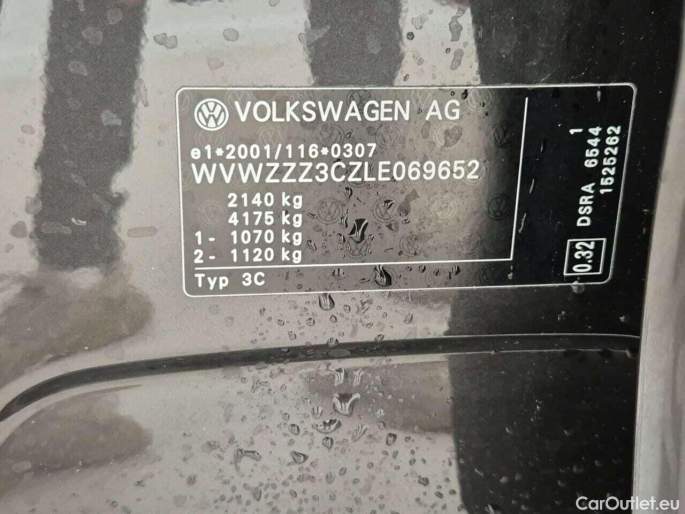 VOLKSWAGEN AG
e1*2001/116*0307
WVWZZZ3CZLE069652
2140 kg
4175 kg
1- 1070 kg
2- 1120 kg
Typ 3C
0.32
DSRA 6544 1
1525262
CarOutlet.eu